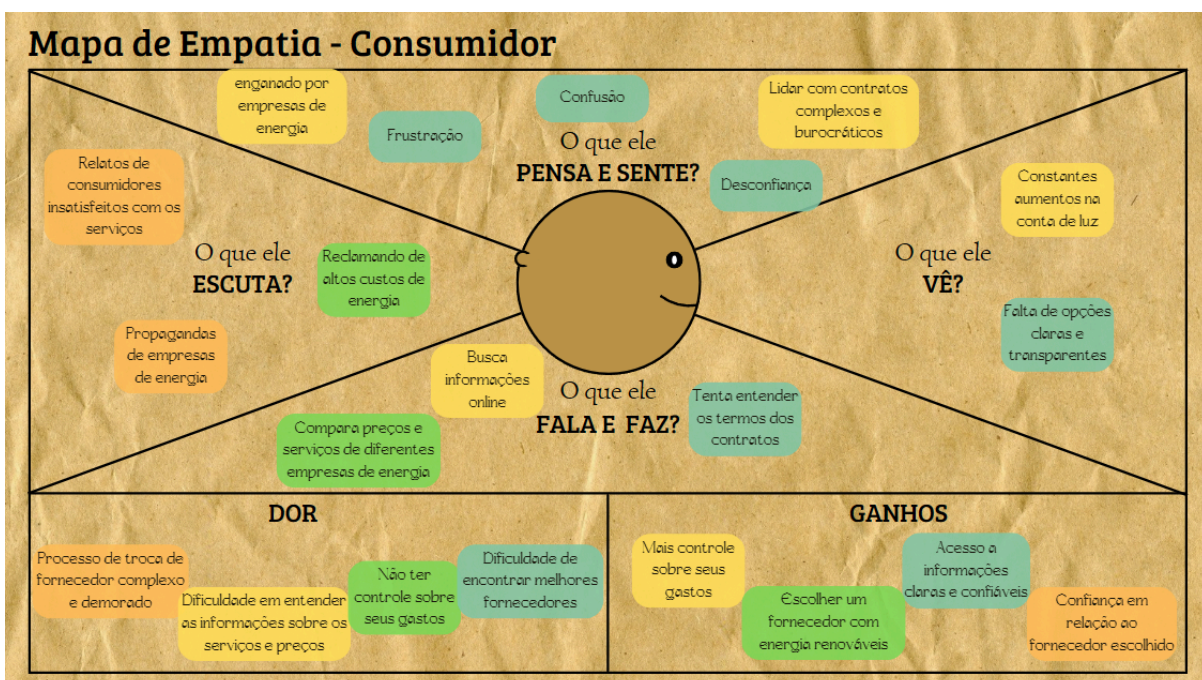 Mapa de Empatia - Consumidor
enganado por
empresas de
energia
Frustração
Confusão
Lidar com contratos
complexos e
burocráticos
O que ele
PENSA E SENTE?
Desconfiança
Relatos de
consumidores
insatisfeitos com os
serviços
O que ele
ESCUTA?
Reclamando de
altos custos de
energia
Propagandas
de empresas
de energia
Constantes
aumentos na
conta de luz
O que ele
VÊ?
Falta de opções
claras e
transparentes
Busca
informações
online
O que ele
FALA E FAZ?
Tenta entender
os termos dos
contratos
Compara preços e
serviços de diferentes
empresas de energia
DOR
Processo de troca de
fornecedor complexo
e demorado
Dificuldade em entender
as informações sobre os
serviços e preços
Não ter
controle sobre
seus gastos
Dificuldade de
encontrar melhores
fornecedores
GANHOS
Mais controle
sobre seus
gastos
Escolher um
fornecedor com
energia renováveis
Acesso a
informações
claras e confiáveis
Confiança em
relação ao
fornecedor escolhido